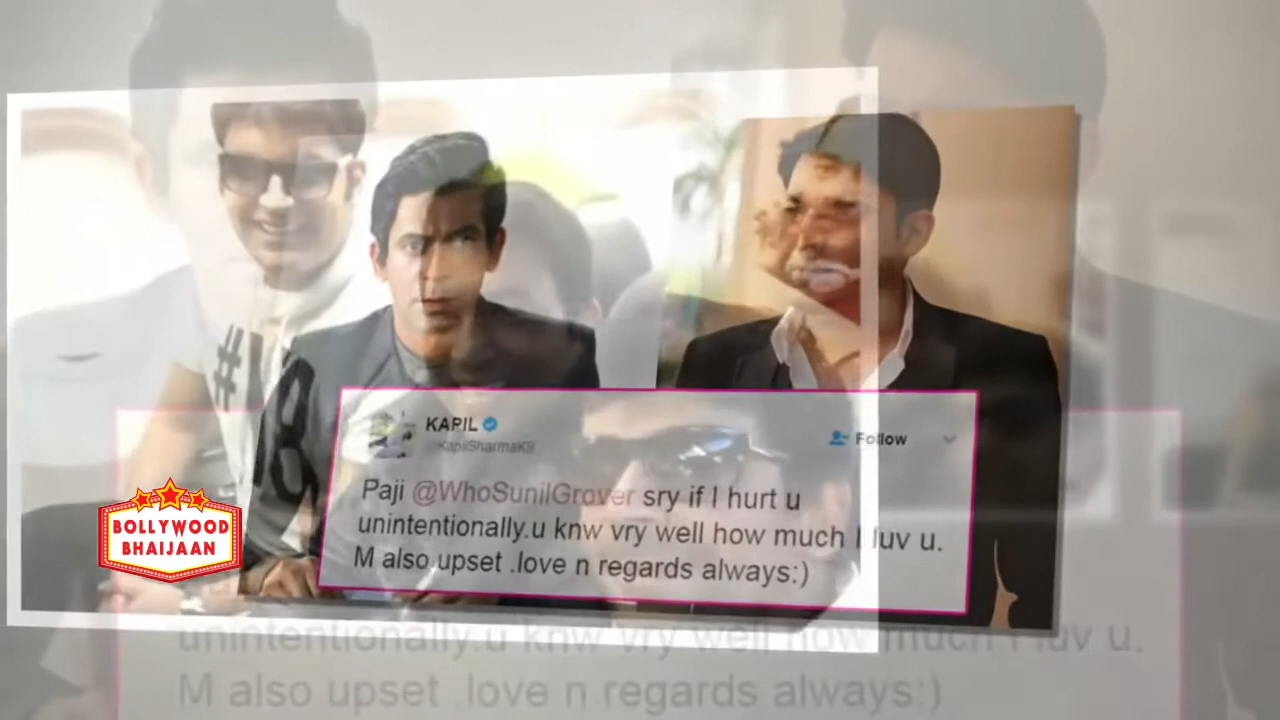 KAPIL
@KapilSharmaK9
Follow
Paji @WhoSunilGrover sry if I hurt u
unintentionally.u knw vry well how much I luv u.
M also upset .love n regards always:)
BOLLYWOOD
BHAIJAAN
unintentionally.u knw vry well how much I luv u.
M also upset .love n regards always:)